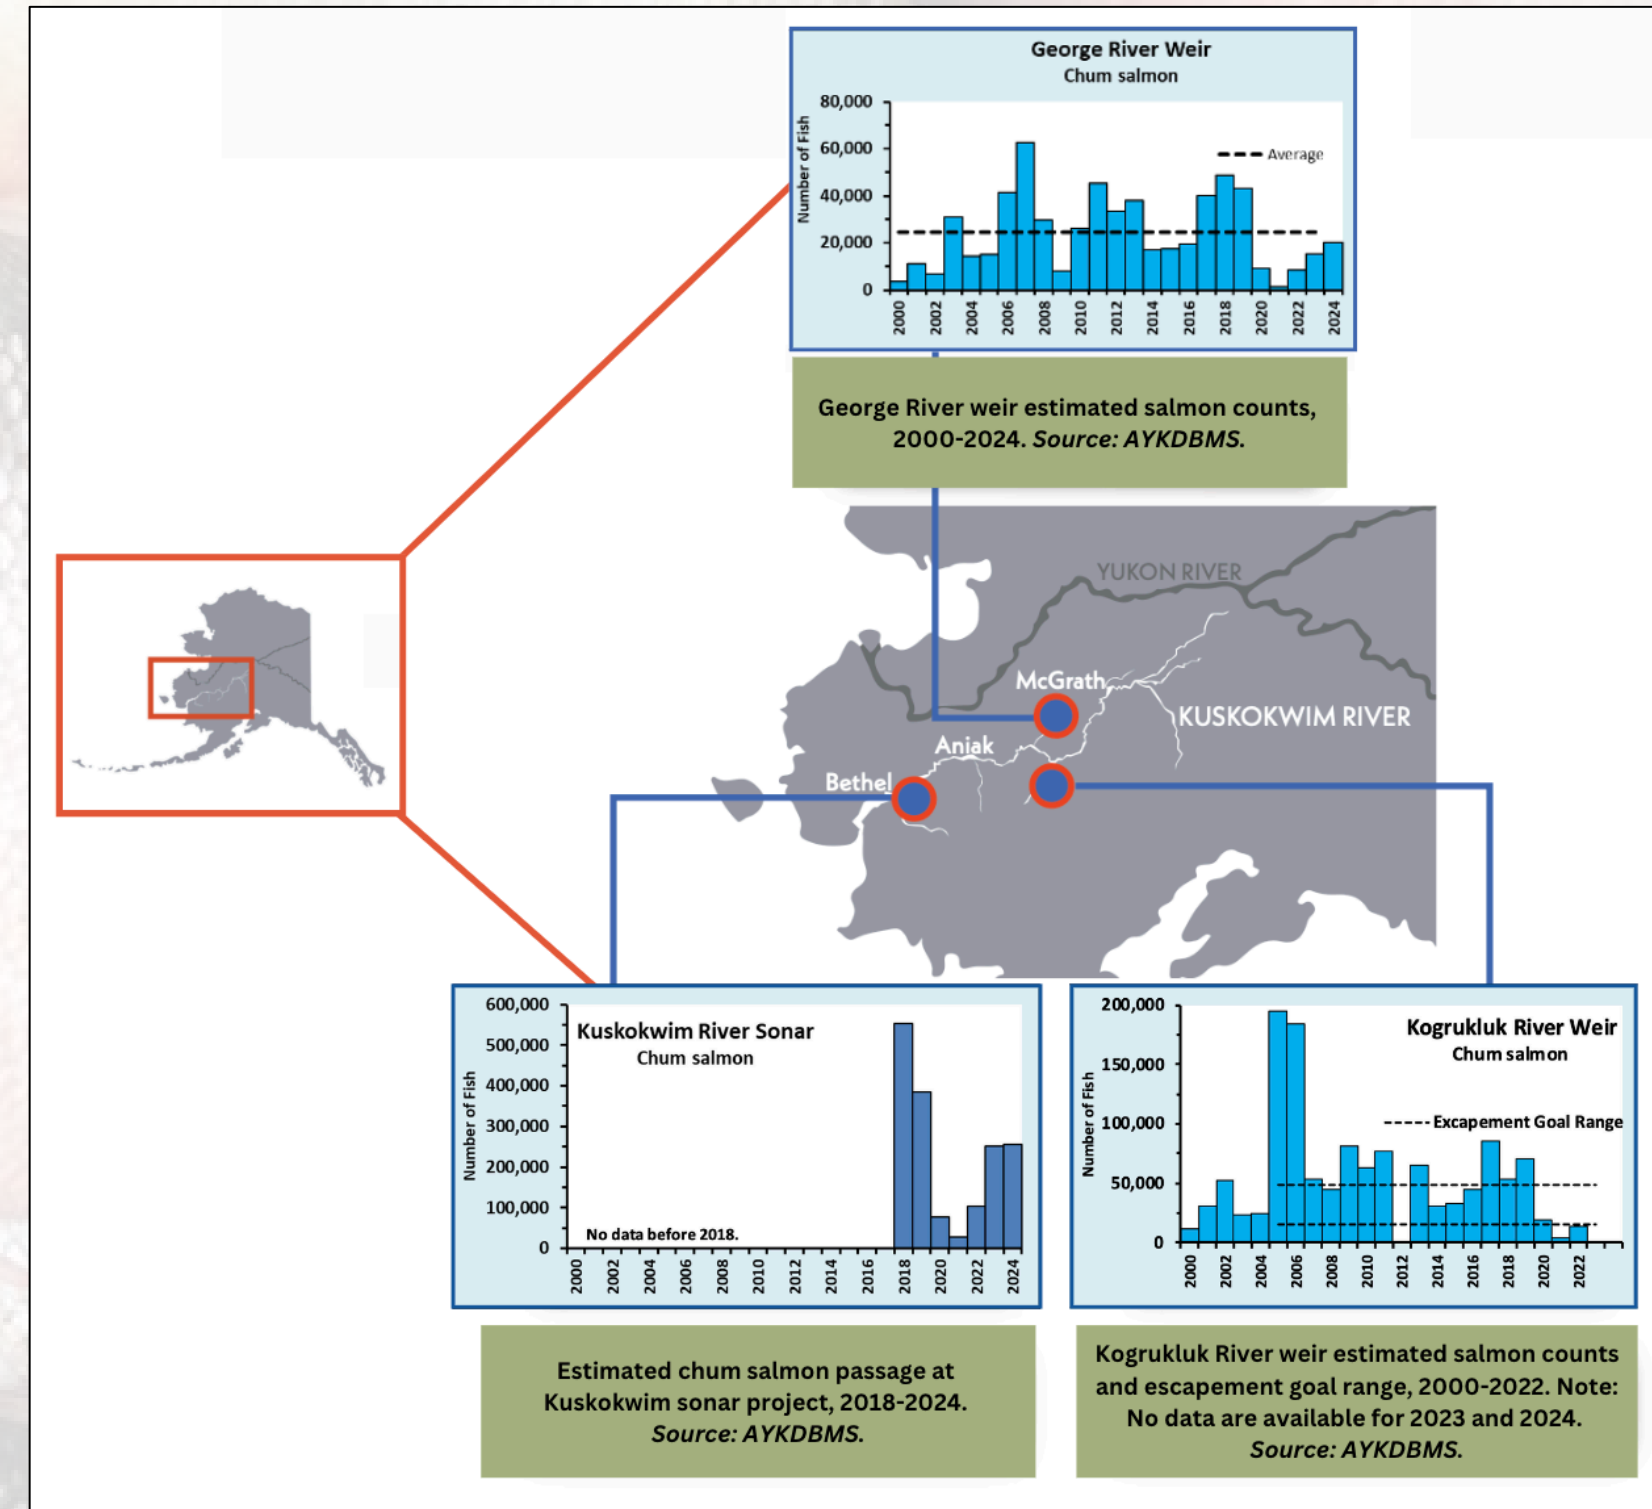 George River Weir
Chum salmon
Number of Fish
80,000
60,000
40,000
20,000
0
Average
2000
2002
2004
2006
2008
2010
2012
2014
2016
2018
2020
2022
2024
George River weir estimated salmon counts,
2000-2024. Source: AYKDBMS.
YUKON RIVER
McGrath
KUSKOKWIM RIVER
Aniak
Bethel
Kuskokwim River Sonar
Chum salmon
Number of Fish
600,000
500,000
400,000
300,000
200,000
100,000
0
No data before 2018.
2000
2002
2004
2006
2008
2010
2012
2014
2016
2018
2020
2022
2024
Estimated chum salmon passage at
Kuskokwim sonar project, 2018-2024.
Source: AYKDBMS.
Kogrukluk River Weir
Chum salmon
Number of Fish
200,000
150,000
100,000
50,000
0
Excapement Goal Range
2000
2002
2004
2006
2008
2010
2012
2014
2016
2018
2020
2022
Kogrukluk River weir estimated salmon counts
and escapement goal range, 2000-2022. Note:
No data are available for 2023 and 2024.
Source: AYKDBMS.